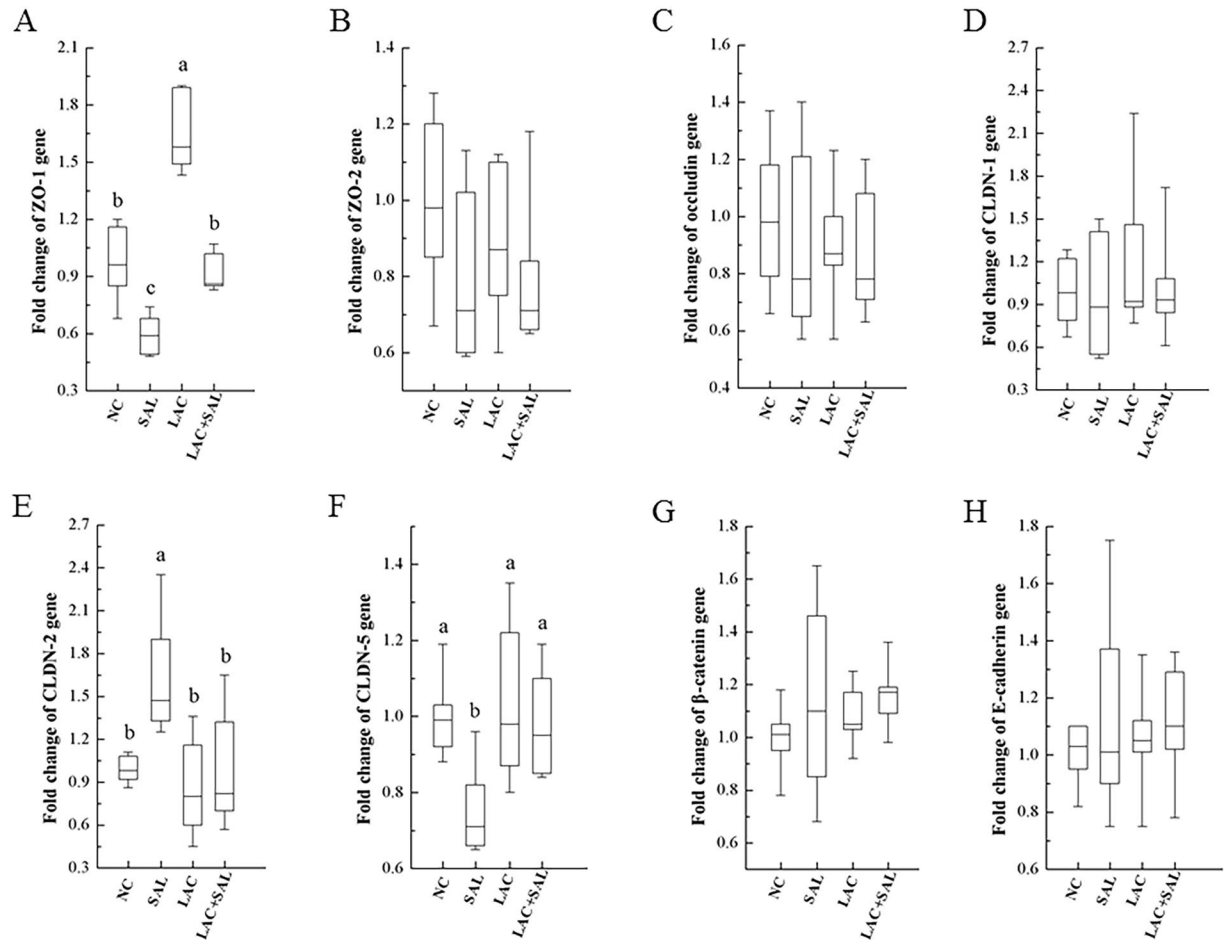 A
Fold change of ZO-1 gene
2.1
1.8
1.5
1.2
0.9
0.6
0.3
b
c
a
b
NC
SAL
LAC
LAC+SAL
B
Fold change of ZO-2 gene
1.4
1.2
1.0
0.8
0.6
NC
SAL
LAC
LAC+SAL
C
Fold change of occludin gene
1.6
1.4
1.2
1.0
0.8
0.6
0.4
NC
SAL
LAC
LAC+SAL
D
Fold change of CLDN-1 gene
2.7
2.4
2.1
1.8
1.5
1.2
0.9
0.6
0.3
NC
SAL
LAC
LAC+SAL
E
Fold change of CLDN-2 gene
2.7
2.4
2.1
1.8
1.5
1.2
0.9
0.6
0.3
b
a
b
b
NC
SAL
LAC
LAC+SAL
F
Fold change of CLDN-5 gene
1.4
1.2
1.0
0.8
0.6
a
b
a
a
NC
SAL
LAC
LAC+SAL
G
Fold change of β-catenin gene
1.8
1.6
1.4
1.2
1.0
0.8
0.6
NC
SAL
LAC
LAC+SAL
H
Fold change of E-cadherin gene
1.8
1.6
1.4
1.2
1.0
0.8
0.6
NC
SAL
LAC
LAC+SAL